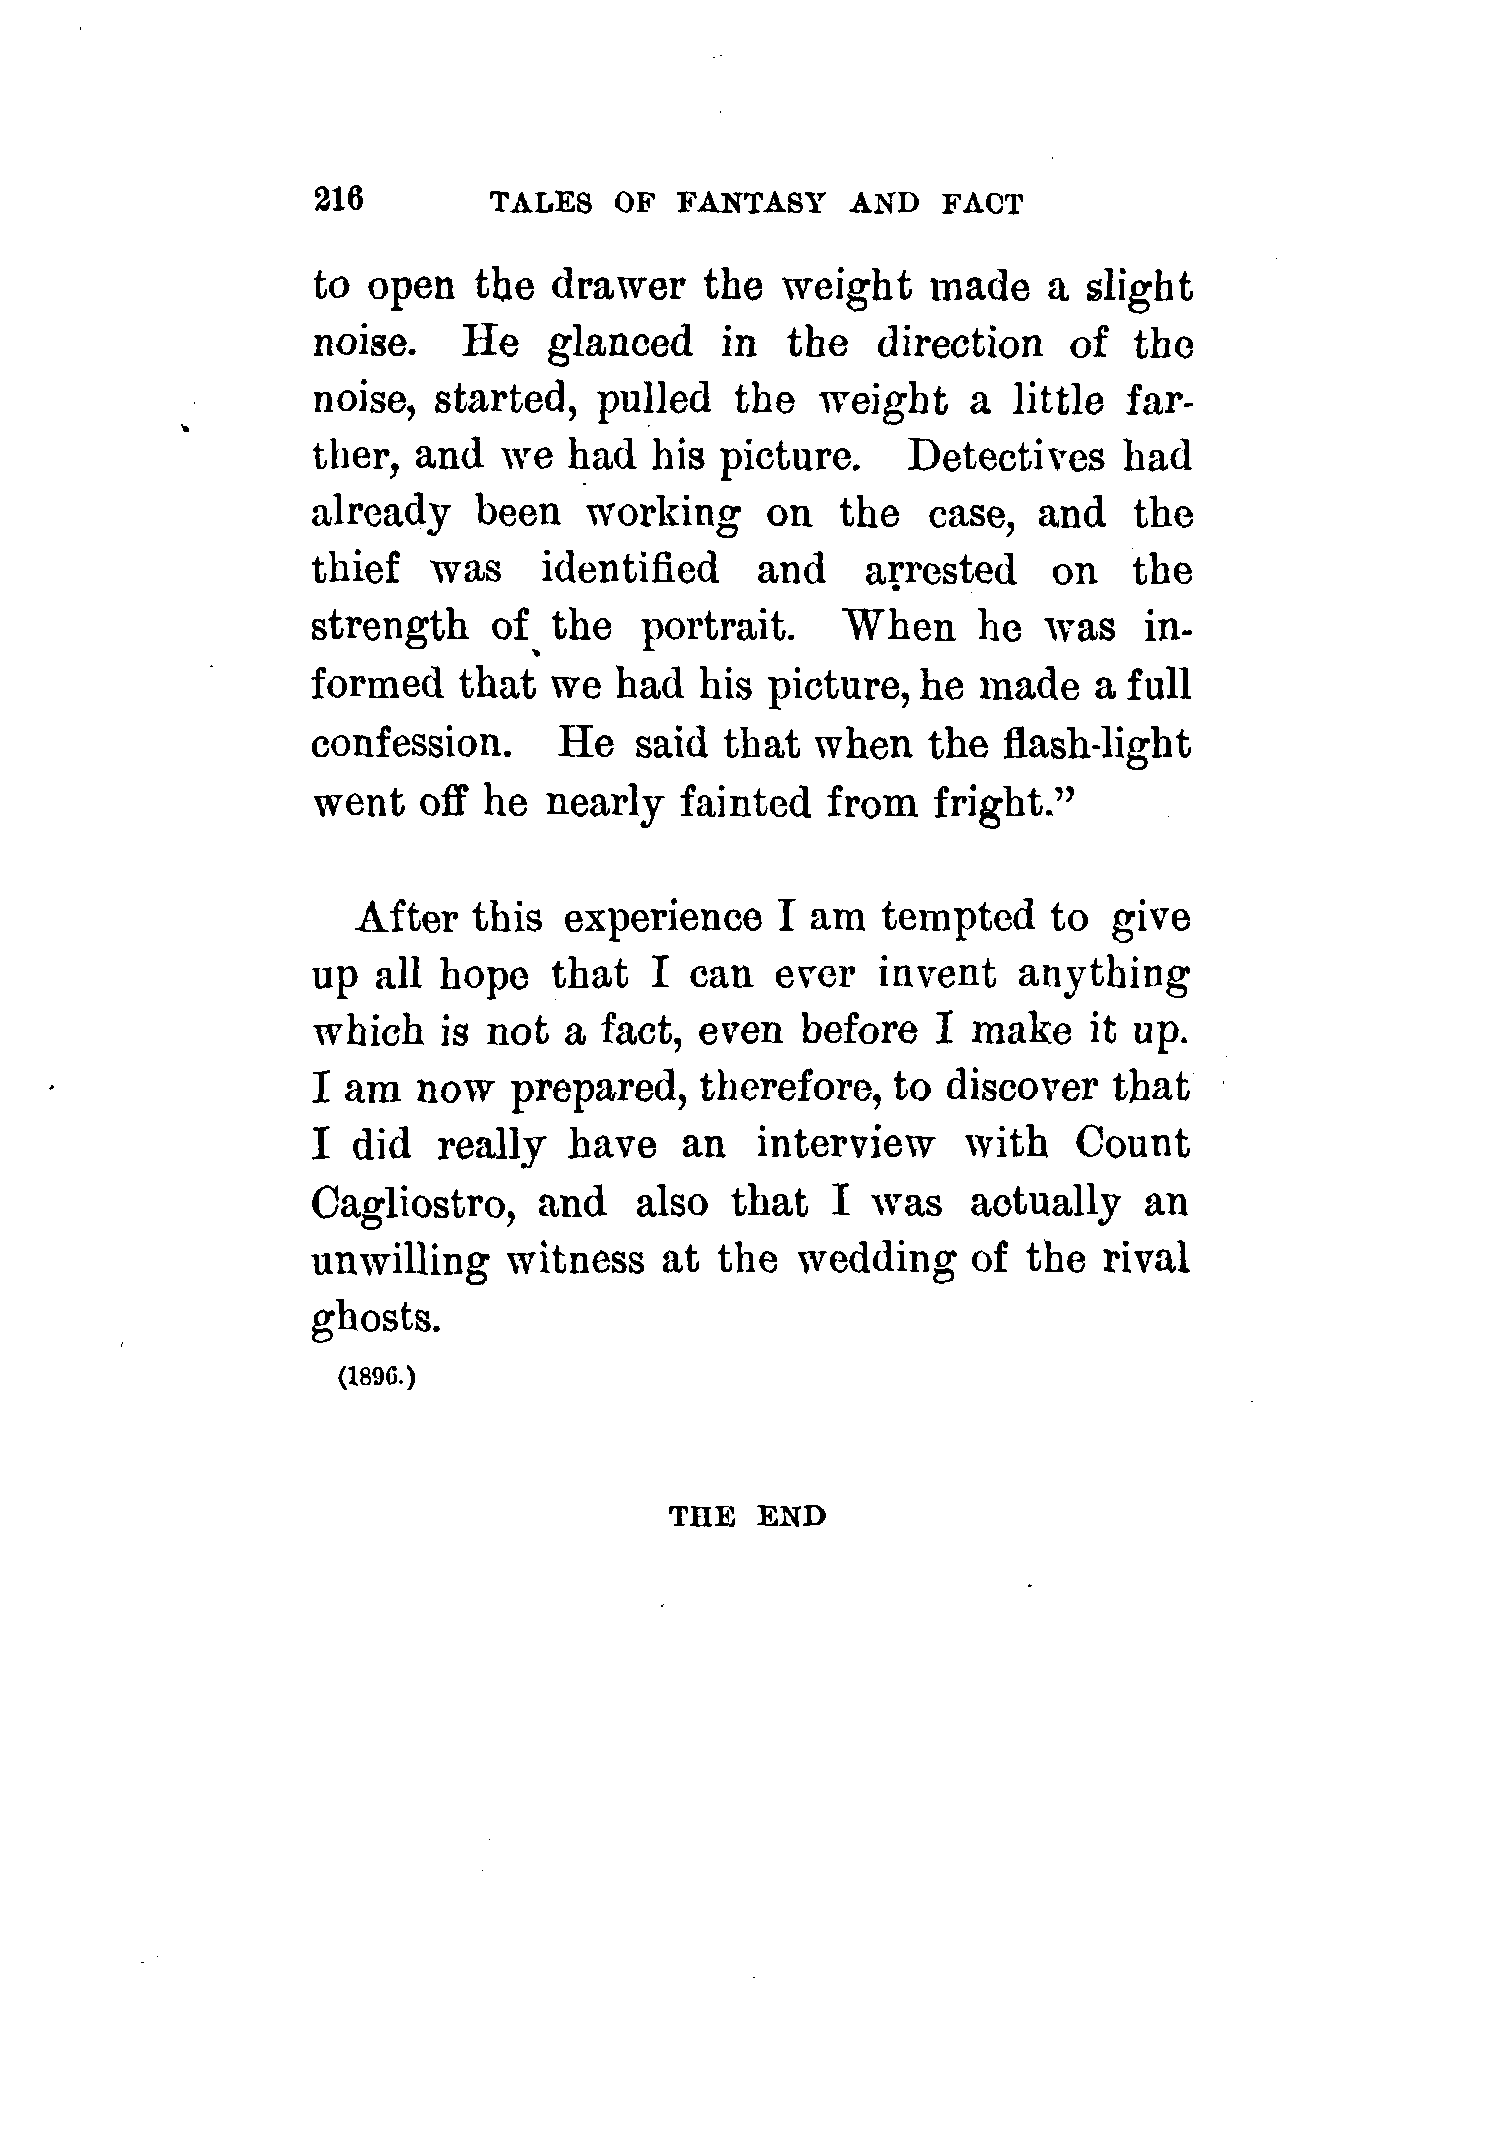 216 TALES OF FANTASY AND FACT
to open the drawer the weight made a slight
noise. He glanced in the direction of the
noise, started, pulled the weight a little far-
ther, and we had his picture. Detectives had
already been working on the case, and the
thief was identified and arrested on the
strength of the portrait. When he was in-
formed that we had his picture, he made a full
confession. He said that when the flash-light
went off he nearly fainted from fright.”
After this experience I am tempted to give
up all hope that I can ever invent anything
which is not a fact, even before I make it up.
I am now prepared, therefore, to discover that
I did really have an interview with Count
Cagliostro, and also that I was actually an
unwilling witness at the wedding of the rival
ghosts.
(1896.)
THE END